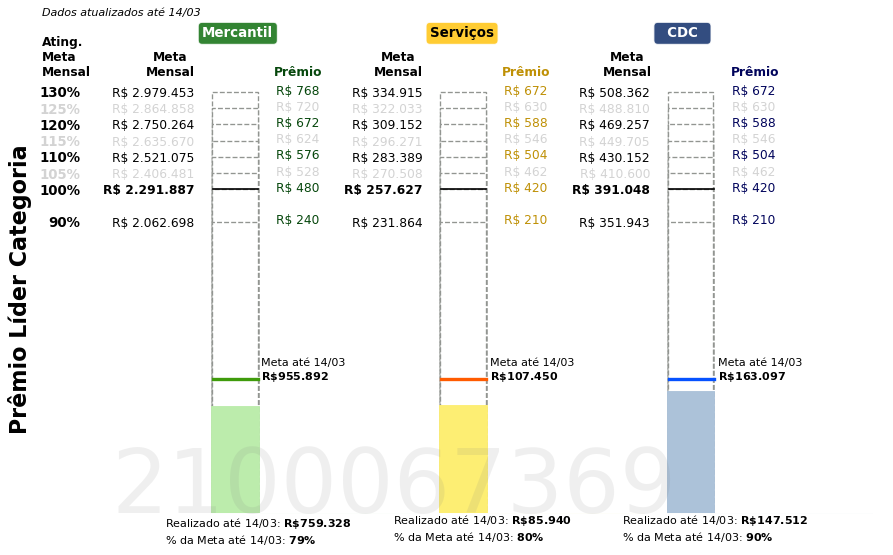 Dados atualizados até 14/03
Mercantil Serviços CDC
Ating.
Meta
Mensal
Meta
Mensal Prêmio Meta
Mensal Prêmio Meta
Mensal Prêmio
130% R$ 2.979.453 R$ 768 R$ 334.915 R$ 672 R$ 508.362 R$ 672
125% R$ 2.864.858 R$ 720 R$ 322.033 R$ 630 R$ 488.810 R$ 630
120% R$ 2.750.264 R$ 672 R$ 309.152 R$ 588 R$ 469.257 R$ 588
115% R$ 2.635.670 R$ 624 R$ 296.271 R$ 546 R$ 449.705 R$ 546
110% R$ 2.521.075 R$ 576 R$ 283.389 R$ 504 R$ 430.152 R$ 504
105% R$ 2.406.481 R$ 528 R$ 270.508 R$ 462 R$ 410.600 R$ 462
100% R$ 2.291.887 R$ 480 R$ 257.627 R$ 420 R$ 391.048 R$ 420
90% R$ 2.062.698 R$ 240 R$ 231.864 R$ 210 R$ 351.943 R$ 210
Prêmio Líder Categoria
Meta até 14/03 Meta até 14/03 Meta até 14/03
R$955.892 R$107.450 R$163.097
2100067369
Realizado até 14/03: R$759.328 Realizado até 14/03: R$85.940 Realizado até 14/03: R$147.512
% da Meta até 14/03: 79% % da Meta até 14/03: 80% % da Meta até 14/03: 90%